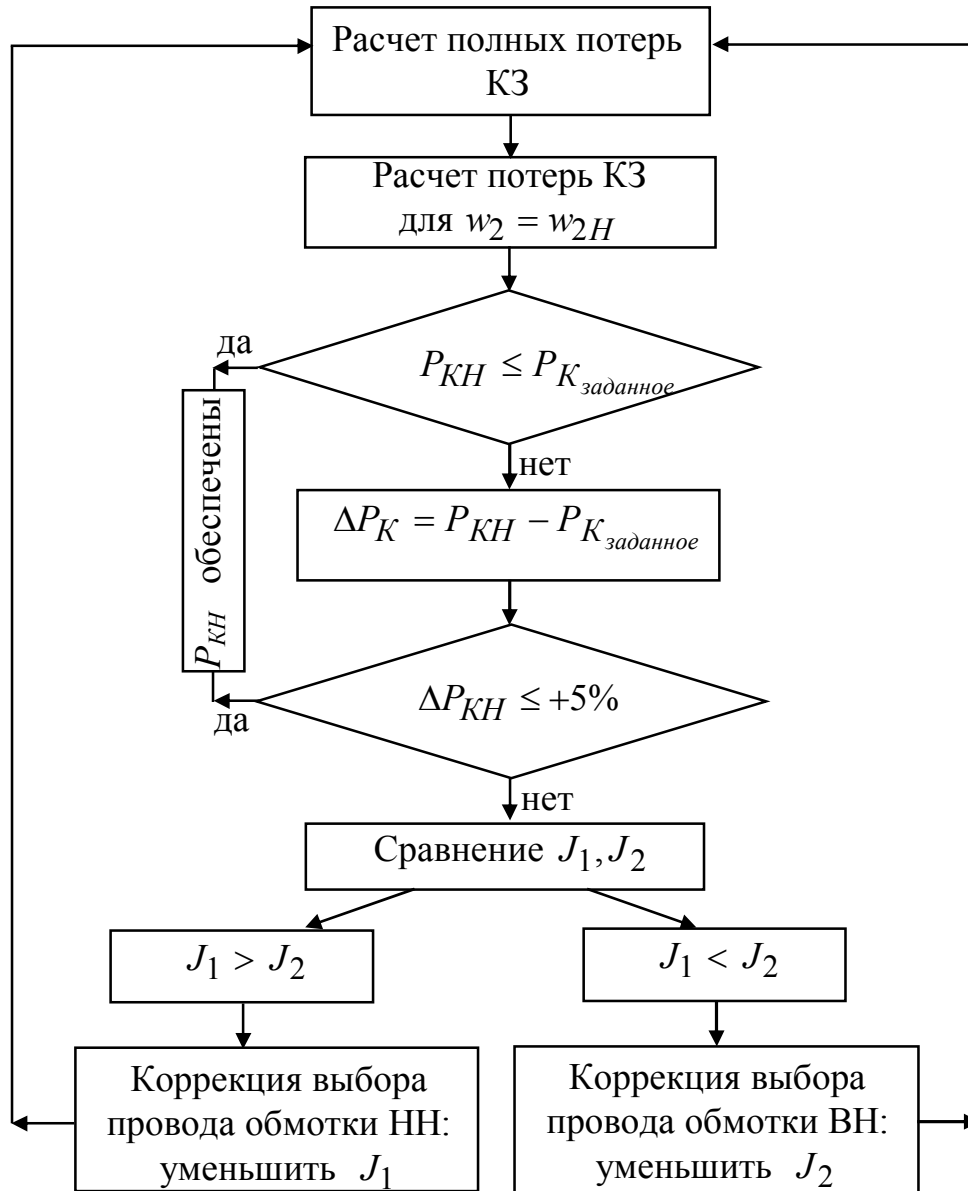 Расчет полных потерь
КЗ
Расчет потерь КЗ
для w₂ = w₂H
да
P_KH ≤ P_K заданное
P_KH обеспечены
нет
ΔP_K = P_KH − P_K заданное
ΔP_KH ≤ +5%
да
нет
Сравнение J₁, J₂
J₁ > J₂
J₁ < J₂
Коррекция выбора
провода обмотки НН:
уменьшить J₁
Коррекция выбора
провода обмотки ВН:
уменьшить J₂